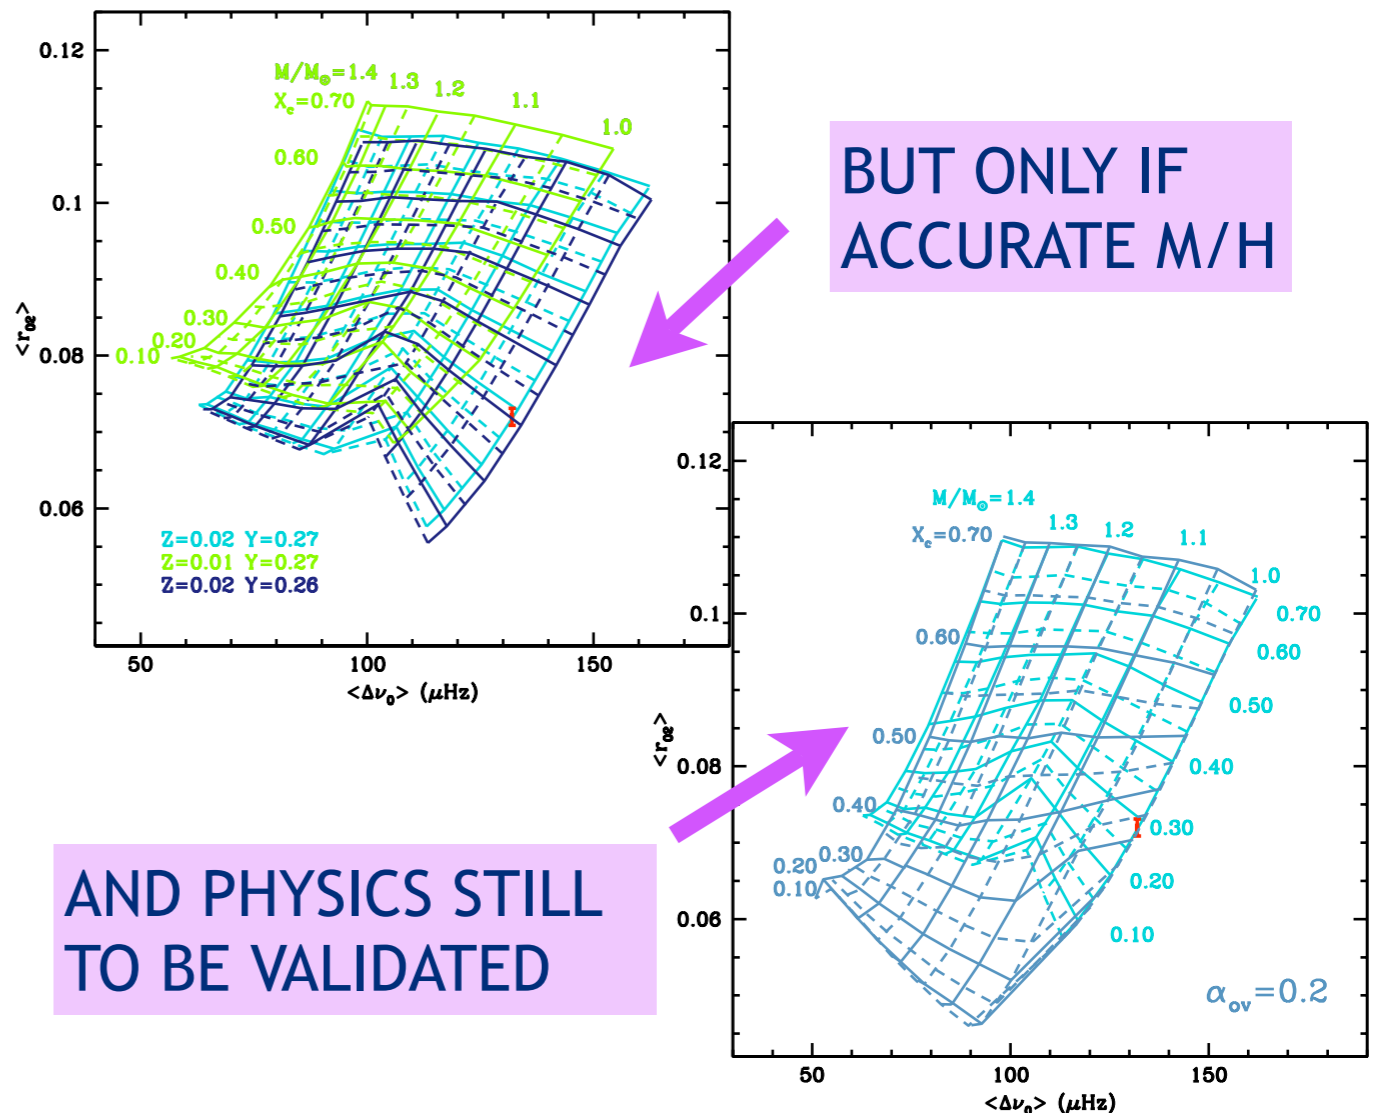 0.12
0.1
0.08
0.06
<r₀₂>
M/M⊙=1.4
1.3
1.2
1.1
1.0
X_c=0.70
0.60
0.50
0.40
0.30
0.20
0.10
Z=0.02 Y=0.27
Z=0.01 Y=0.27
Z=0.02 Y=0.26
50
100
150
<Δν₀> (μHz)
BUT ONLY IF
ACCURATE M/H
AND PHYSICS STILL
TO BE VALIDATED
0.12
0.1
0.08
0.06
<r₀₂>
M/M⊙=1.4
1.3
1.2
1.1
1.0
X_c=0.70
0.60
0.50
0.40
0.30
0.20
0.10
0.70
0.60
0.50
0.40
0.30
0.20
0.10
α_ov=0.2
50
100
150
<Δν₀> (μHz)